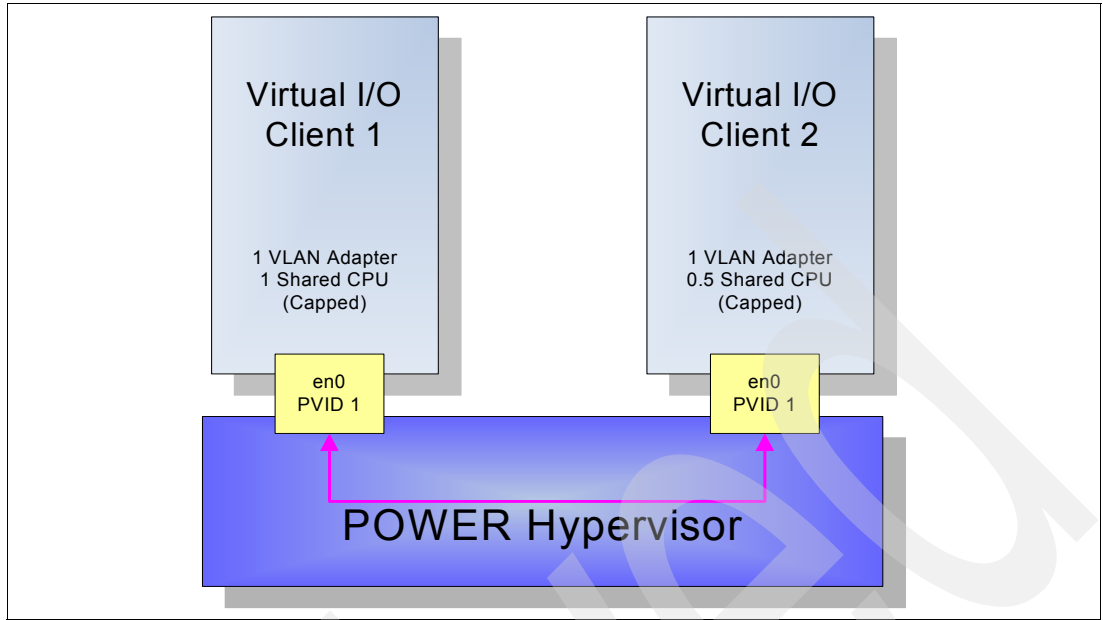 Virtual I/O
Client 1
1 VLAN Adapter
1 Shared CPU
(Capped)
en0
PVID 1
Virtual I/O
Client 2
1 VLAN Adapter
0.5 Shared CPU
(Capped)
en0
PVID 1
POWER Hypervisor